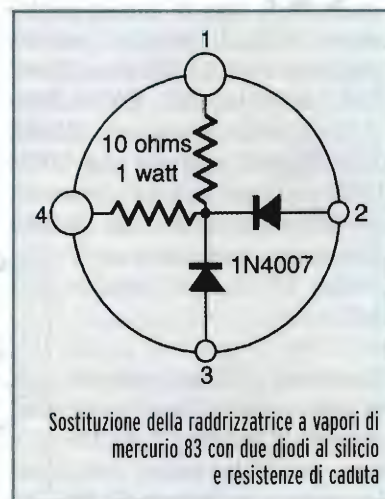 1
10 ohms
1 watt
4
2
1N4007
3
Sostituzione della raddrizzatrice a vapori di
mercurio 83 con due diodi al silicio
e resistenze di caduta